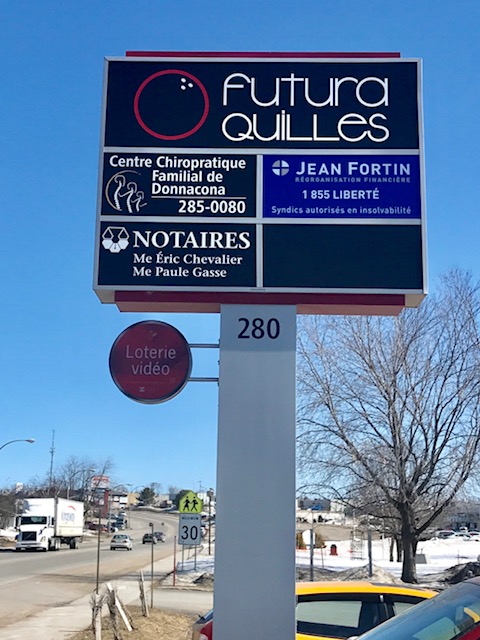 Futura
Quilles
Centre Chiropratique
Familial de
Donnacona
285-0080
JEAN FORTIN
RÉORGANISATION FINANCIÈRE
1 855 LIBERTÉ
Syndics autorisés en insolvabilité
NOTAIRES
Me Éric Chevalier
Me Paule Gasse
280
Loterie
vidéo
MAXIMUM
30